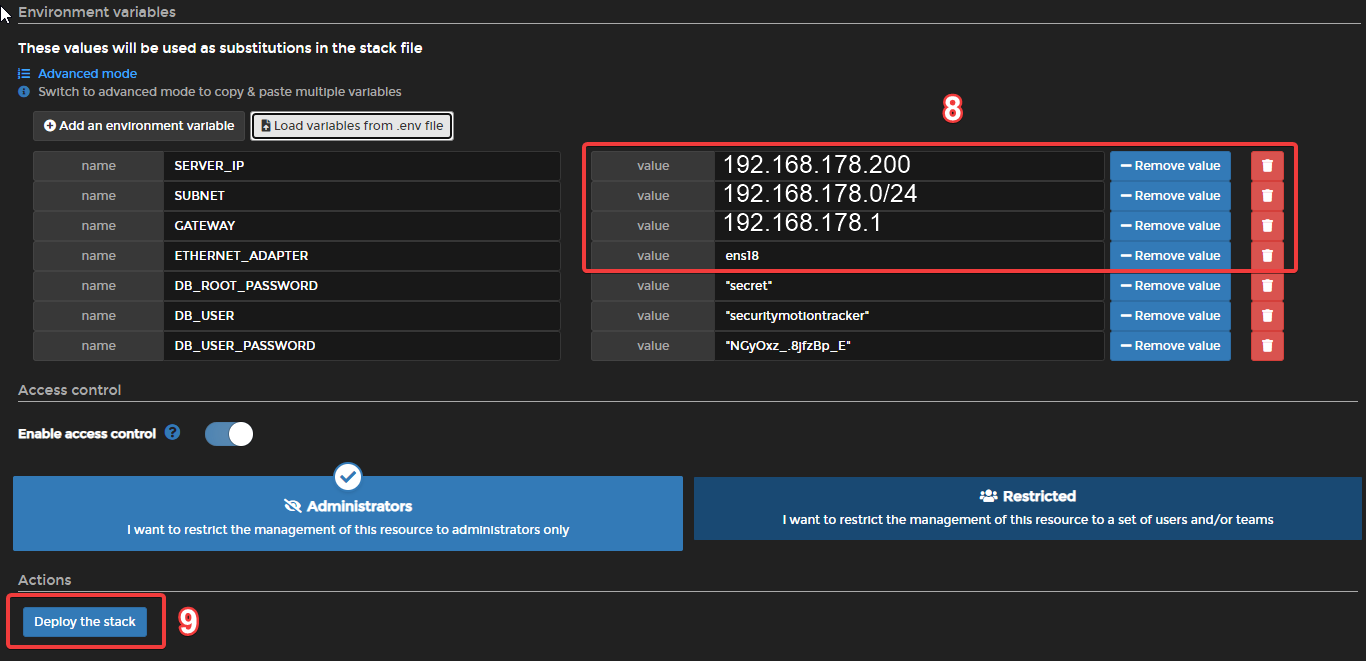 Environment variables
These values will be used as substitutions in the stack file
Advanced mode
Switch to advanced mode to copy & paste multiple variables
8
Add an environment variable Load variables from .env file
name SERVER_IP value 192.168.178.200 Remove value
name SUBNET value 192.168.178.0/24 Remove value
name GATEWAY value 192.168.178.1 Remove value
name ETHERNET_ADAPTER value ens18 Remove value
name DB_ROOT_PASSWORD value "secret" Remove value
name DB_USER value "securitymotiontracker" Remove value
name DB_USER_PASSWORD value "NGyOxz_.8jfzBp_E" Remove value
Access control
Enable access control ?
Administrators
I want to restrict the management of this resource to administrators only
Restricted
I want to restrict the management of this resource to a set of users and/or teams
Actions
Deploy the stack 9